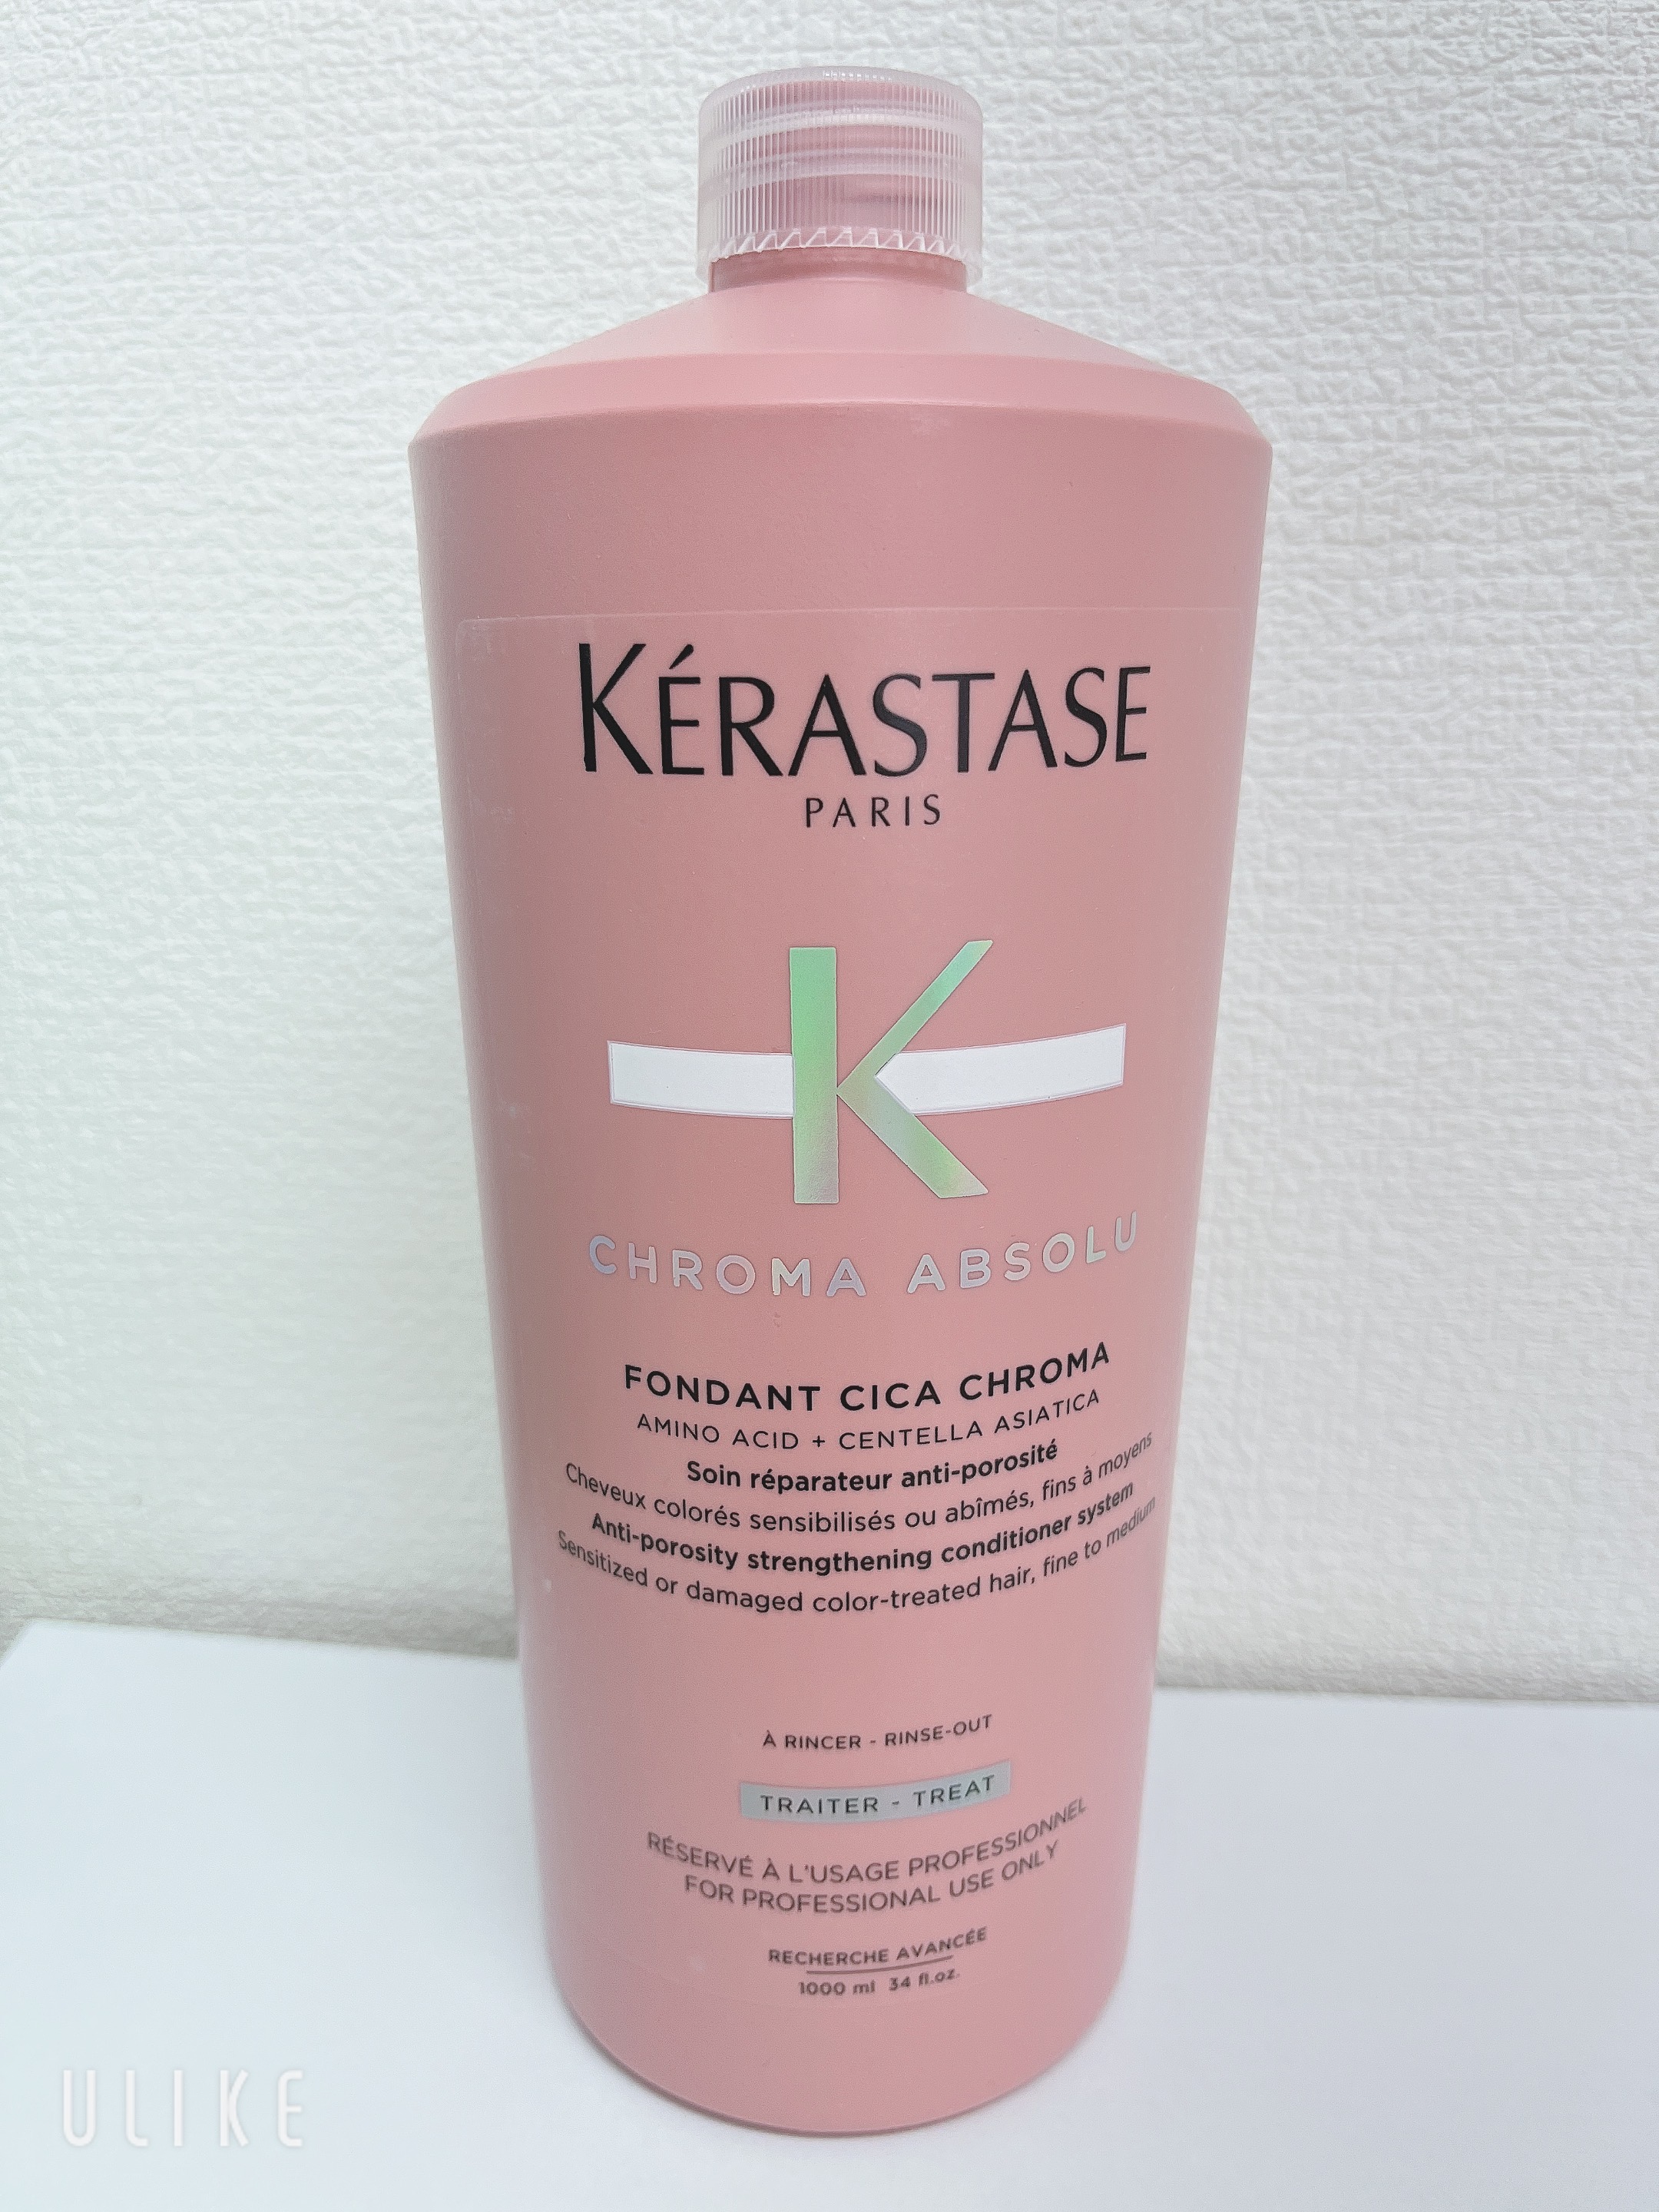 KÉRASTASE
PARIS
K
CHROMA ABSOLU
FONDANT CICA CHROMA
AMINO ACID + CENTELLA ASIATICA
Soin réparateur anti-porosité
Cheveux colorés sensibilisés ou abîmés, fins à moyens
Anti-porosity strengthening conditioner system
Sensitized or damaged color-treated hair, fine to medium
À RINCER - RINSE-OUT
TRAITER - TREAT
RÉSERVÉ À L'USAGE PROFESSIONNEL
FOR PROFESSIONAL USE ONLY
RECHERCHE AVANCÉE
1000 ml 34 fl.oz.
ULIKE